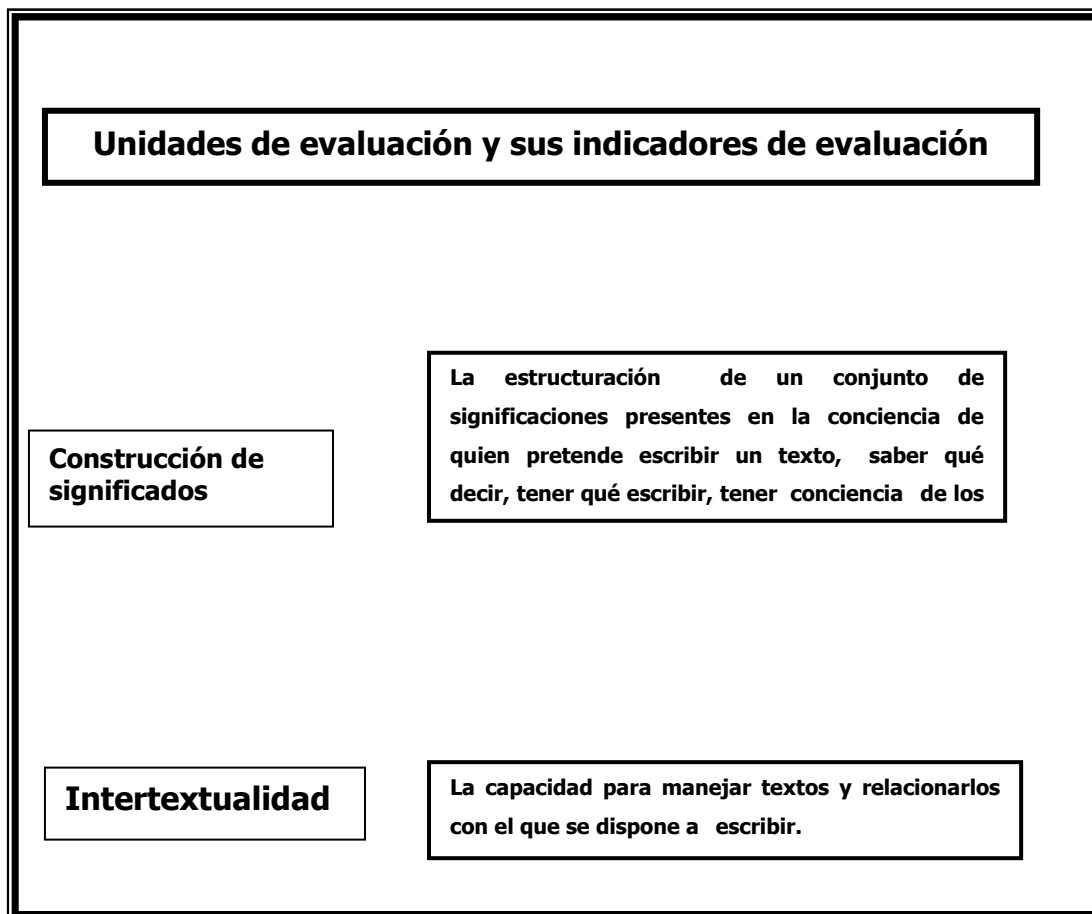 Unidades de evaluación y sus indicadores de evaluación
Construcción de
significados
La estructuración de un conjunto de
significaciones presentes en la conciencia de
quien pretende escribir un texto, saber qué
decir, tener qué escribir, tener conciencia de los
Intertextualidad
La capacidad para manejar textos y relacionarlos
con el que se dispone a escribir.